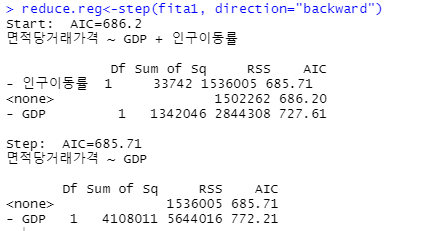 > reduce.reg<-step(fita1, direction="backward")
Start:  AIC=686.2
면적당거래가격 ~ GDP + 인구이동률
Df Sum of Sq RSS AIC
- 인구이동률 1 33742 1536005 685.71
<none> 1502262 686.20
- GDP 1 1342046 2844308 727.61
Step:  AIC=685.71
면적당거래가격 ~ GDP
Df Sum of Sq RSS AIC
<none> 1536005 685.71
- GDP 1 4108011 5644016 772.21